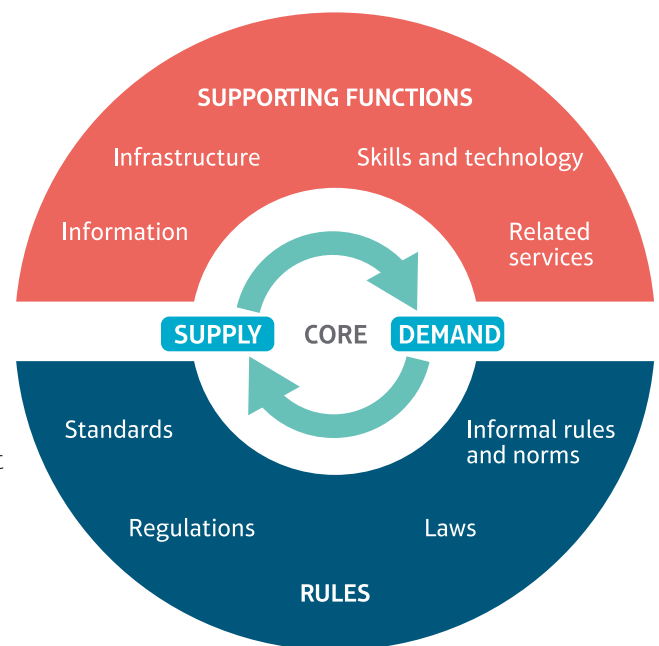 SUPPORTING FUNCTIONS
Infrastructure
Skills and technology
Information
Related
services
SUPPLY
CORE
DEMAND
Standards
Informal rules
and norms
t
Regulations
Laws
RULES